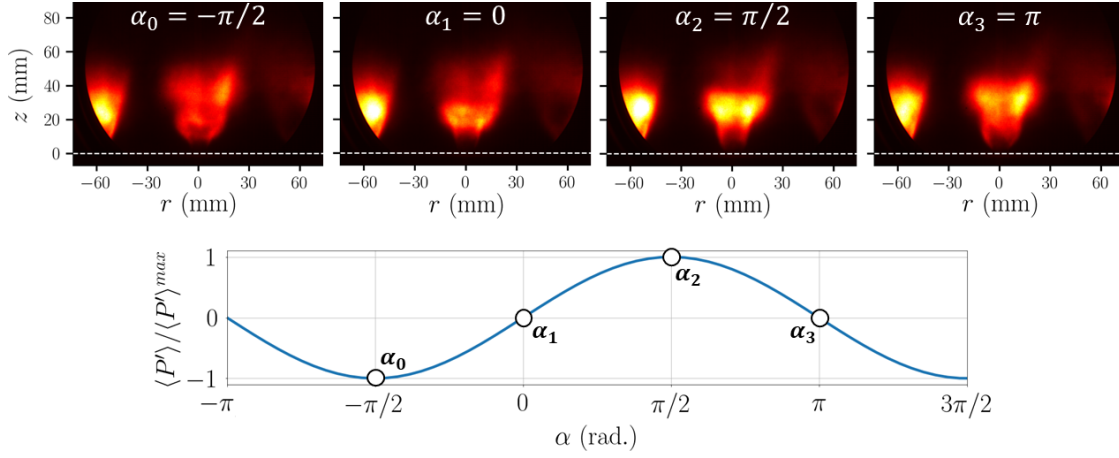 α₀ = −π/2
α₁ = 0
α₂ = π/2
α₃ = π
80
60
40
20
0
z (mm)
−60 −30 0 30 60
−60 −30 0 30 60
−60 −30 0 30 60
−60 −30 0 30 60
r (mm)
r (mm)
r (mm)
r (mm)
⟨P′⟩/⟨P′⟩ᵐᵃˣ
1
0
−1
α₀
α₁
α₂
α₃
−π −π/2 0 π/2 π 3π/2
α (rad.)